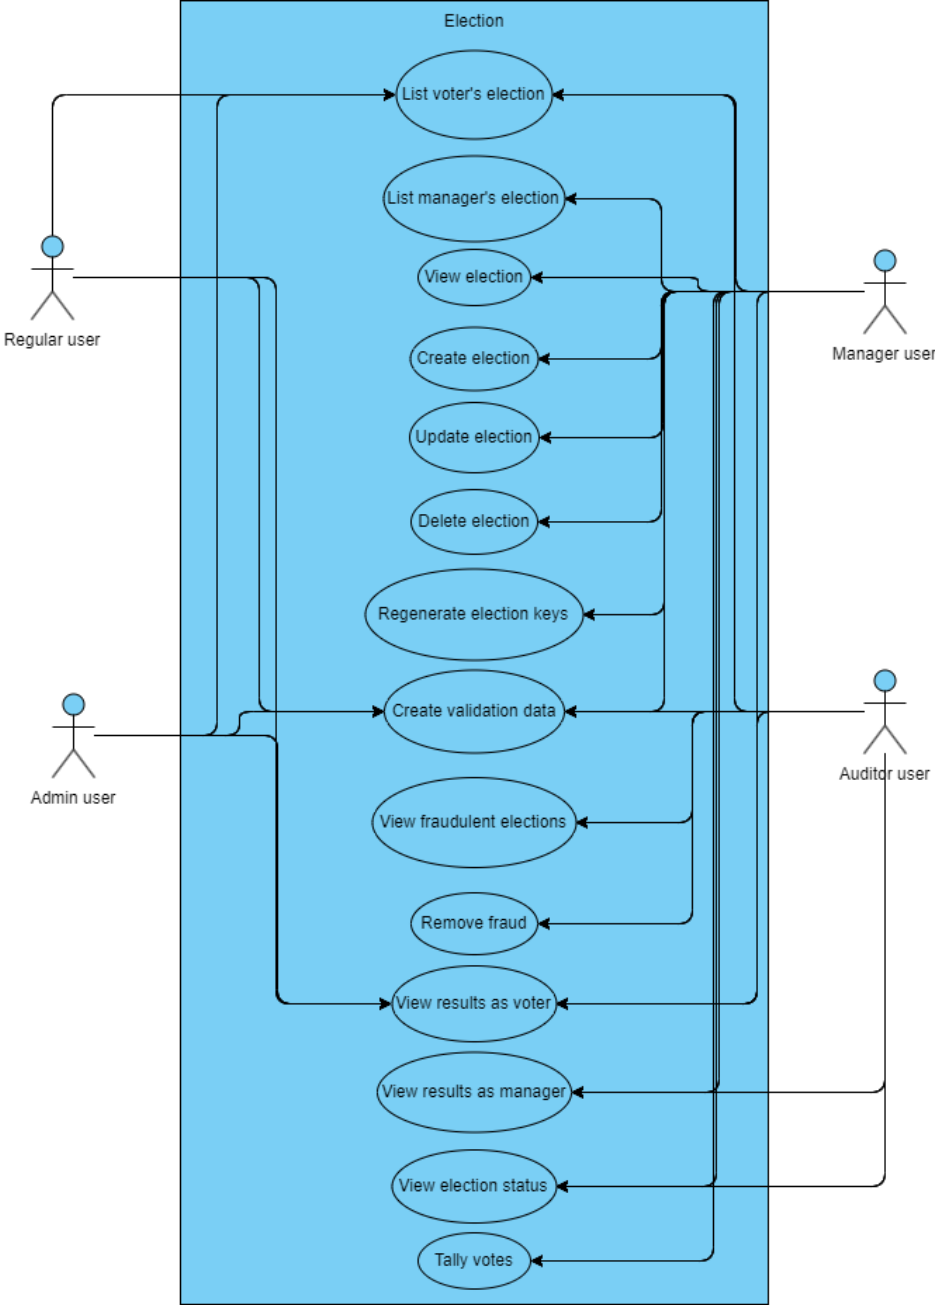 Election
List voter's election
List manager's election
View election
Regular user
Manager user
Create election
Update election
Delete election
Regenerate election keys
Create validation data
Admin user
Auditor user
View fraudulent elections
Remove fraud
View results as voter
View results as manager
View election status
Tally votes